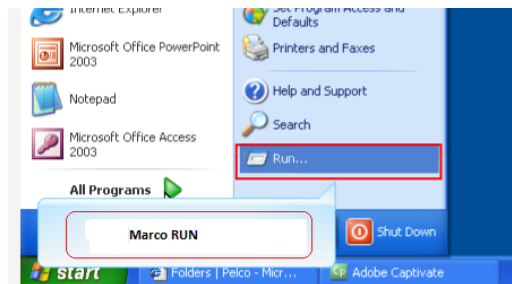 Internet Explorer
Microsoft Office PowerPoint
2003
Notepad
Microsoft Office Access
2003
All Programs
Set Program Access and
Defaults
Printers and Faxes
Help and Support
Search
Run...
Marco RUN
Shut Down
start
Folders | Pelco - Micr...
Cp
Adobe Captivate